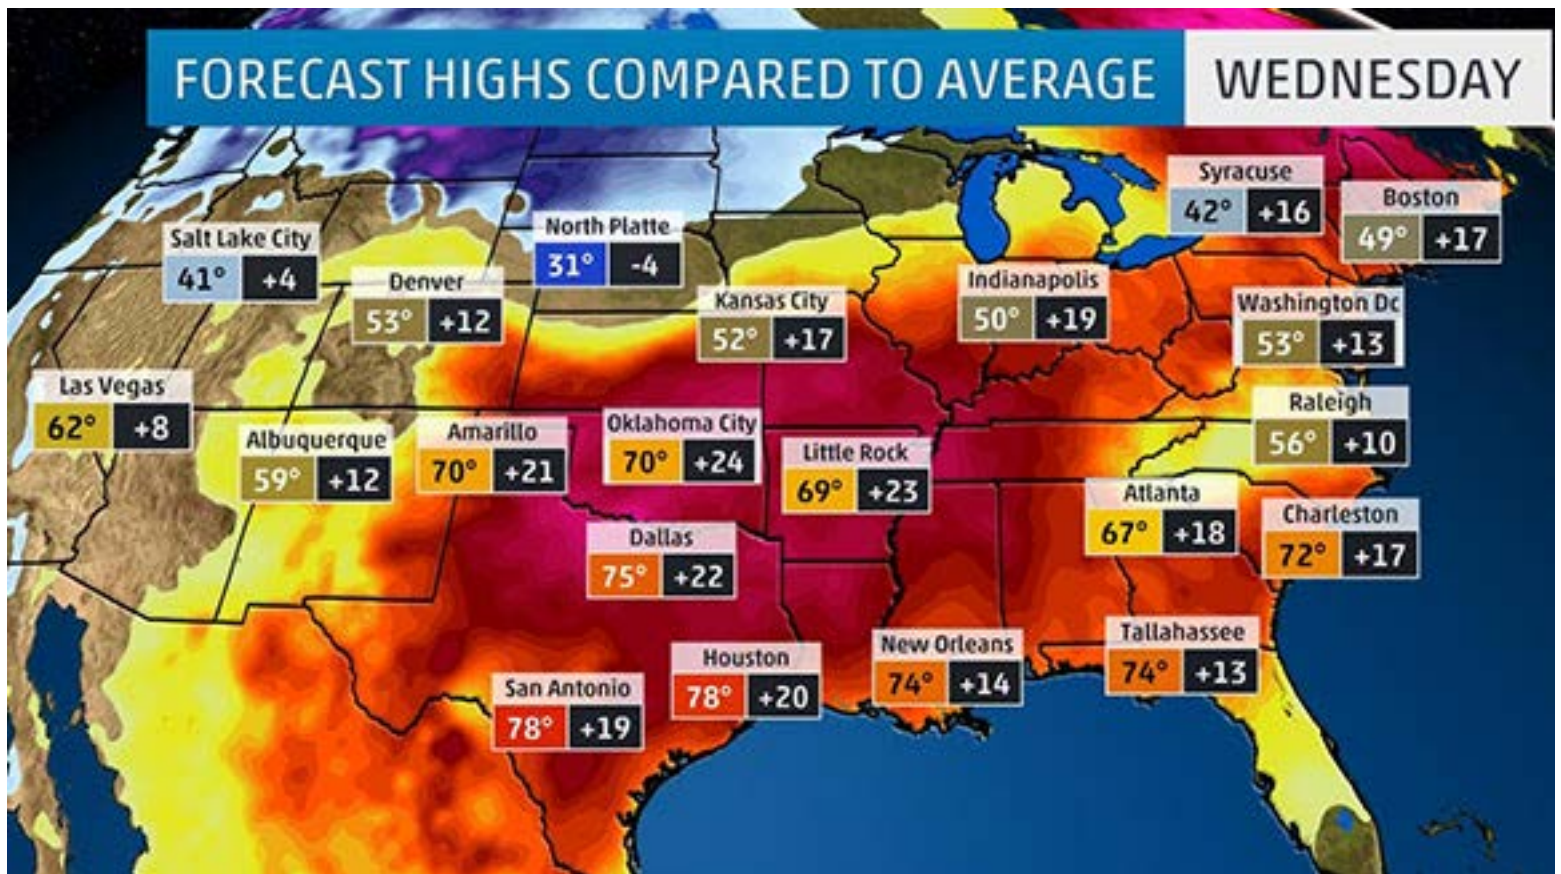 FORECAST HIGHS COMPARED TO AVERAGE
WEDNESDAY
Syracuse
42° +16
Boston
49° +17
Salt Lake City
41° +4
North Platte
31° -4
Denver
53° +12
Kansas City
52° +17
Indianapolis
50° +19
Washington Dc
53° +13
Las Vegas
62° +8
Albuquerque
59° +12
Amarillo
70° +21
Oklahoma City
70° +24
Little Rock
69° +23
Raleigh
56° +10
Atlanta
67° +18
Charleston
72° +17
Dallas
75° +22
San Antonio
78° +19
Houston
78° +20
New Orleans
74° +14
Tallahassee
74° +13